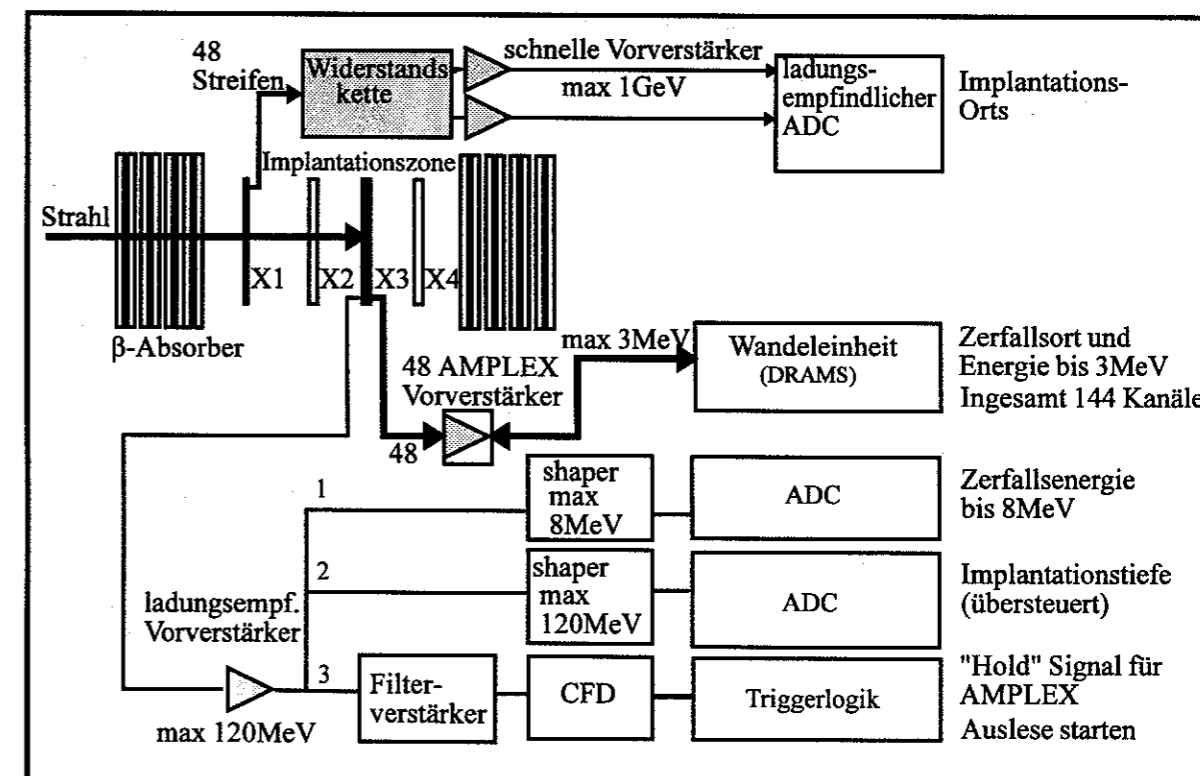 48
Streifen
Widerstands
kette
schnelle Vorverstärker
max 1GeV
ladungs-
empfindlicher
ADC
Implantations-
Orts
Implantationszone
Strahl
X1
X2
X3
X4
β-Absorber
max 3MeV
Wandeleinheit
(DRAMS)
Zerfallsort und
Energie bis 3MeV
Ingesamt 144 Kanäle
48 AMPLEX
Vorverstärker
48
1
shaper
max
8MeV
ADC
Zerfallsenergie
bis 8MeV
2
shaper
max
120MeV
ADC
Implantationstiefe
(übersteuert)
ladungsempf.
Vorverstärker
max 120MeV
3
Filter-
verstärker
CFD
Triggerlogik
"Hold" Signal für
AMPLEX
Auslese starten